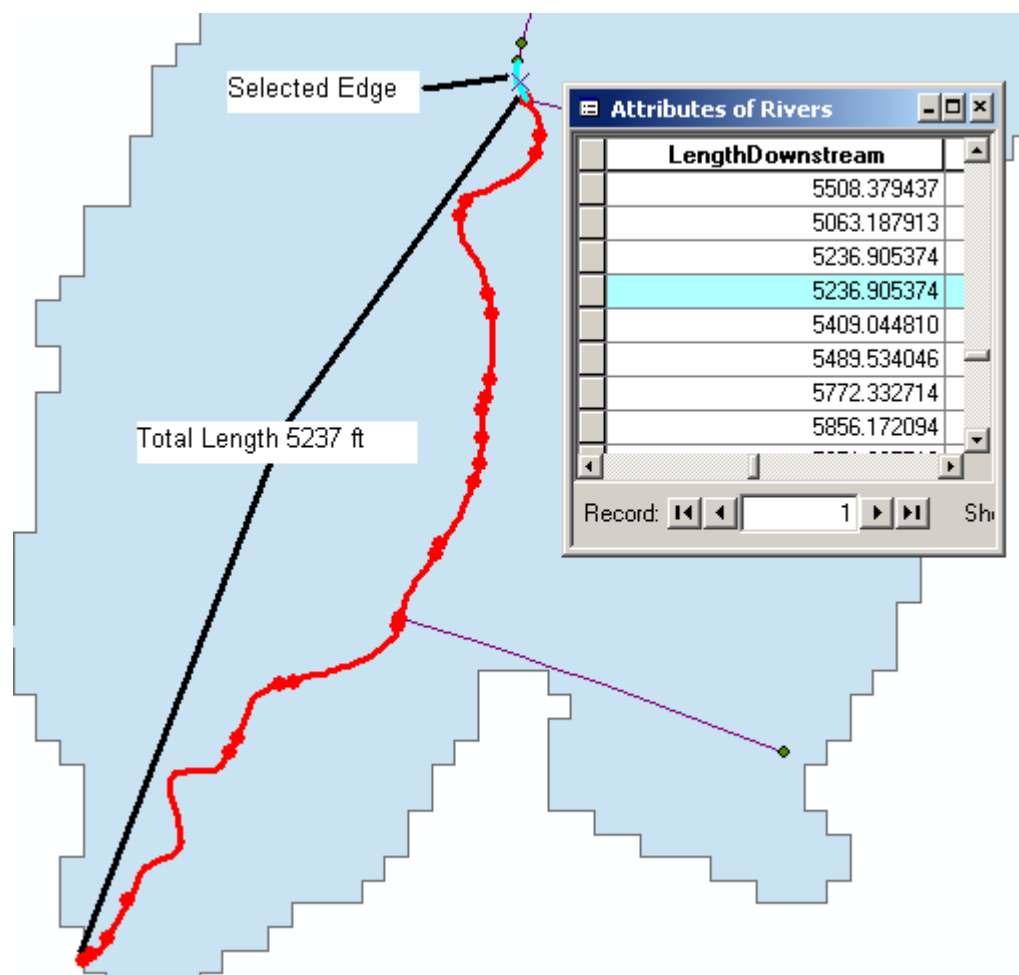 Selected Edge
Attributes of Rivers
LengthDownstream
5508.379437
5063.187913
5236.905374
5236.905374
5409.044810
5489.534046
5772.332714
5856.172094
Total Length 5237 ft
Record: 1